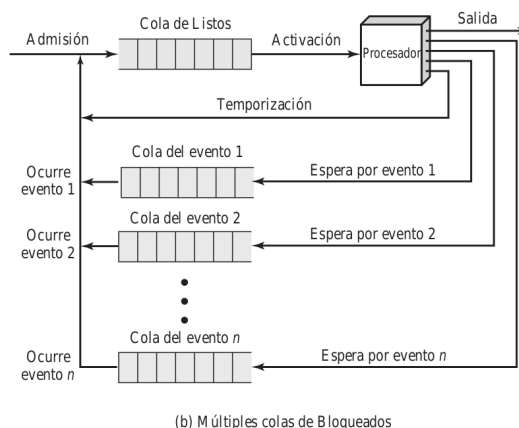 Admisión
Cola de Listos
Activación
Procesador
Salida
Temporización
Ocurre
evento 1
Cola del evento 1
Espera por evento 1
Ocurre
evento 2
Cola del evento 2
Espera por evento 2
Ocurre
evento n
Cola del evento n
Espera por evento n
(b) Múltiples colas de Bloqueados